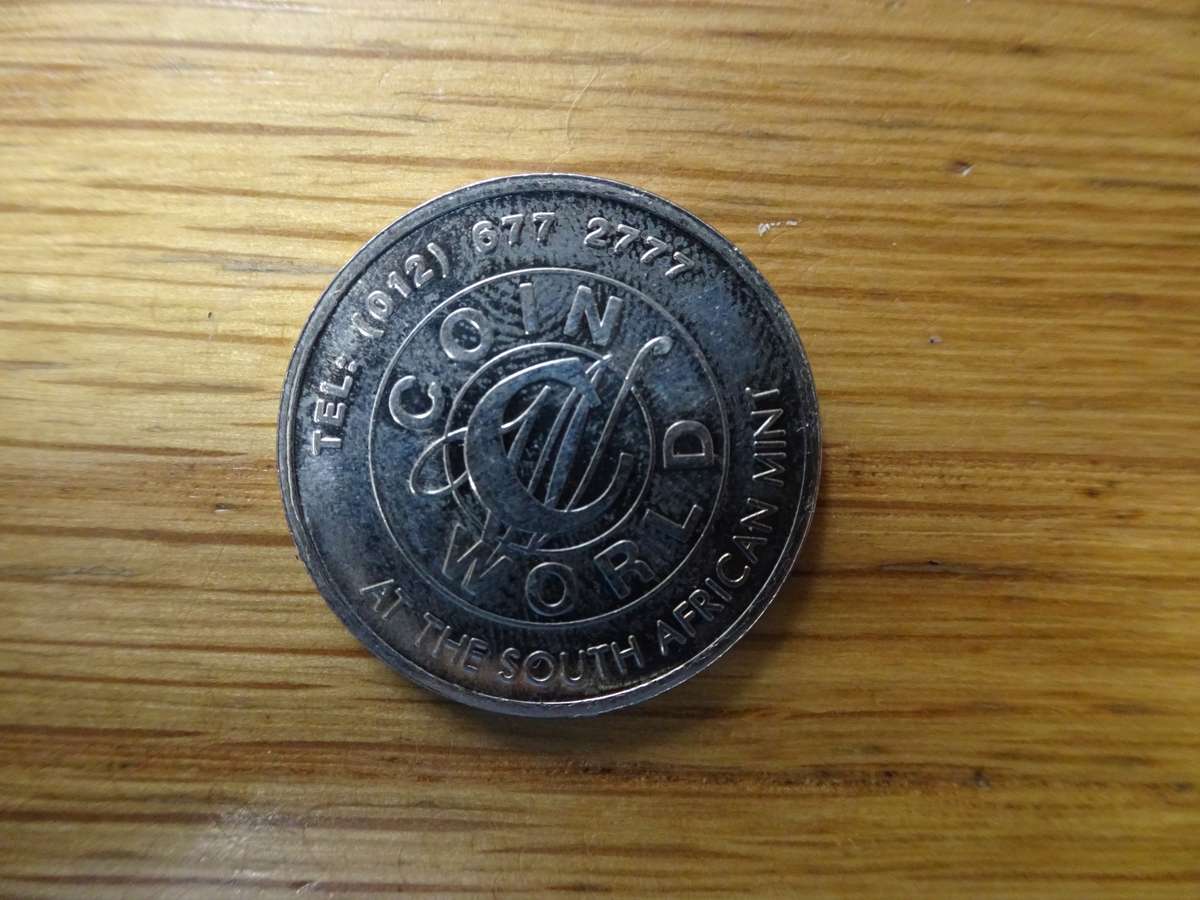 TEL: (012) 677 2777
COIN
WORLD
AT THE SOUTH AFRICAN MINT